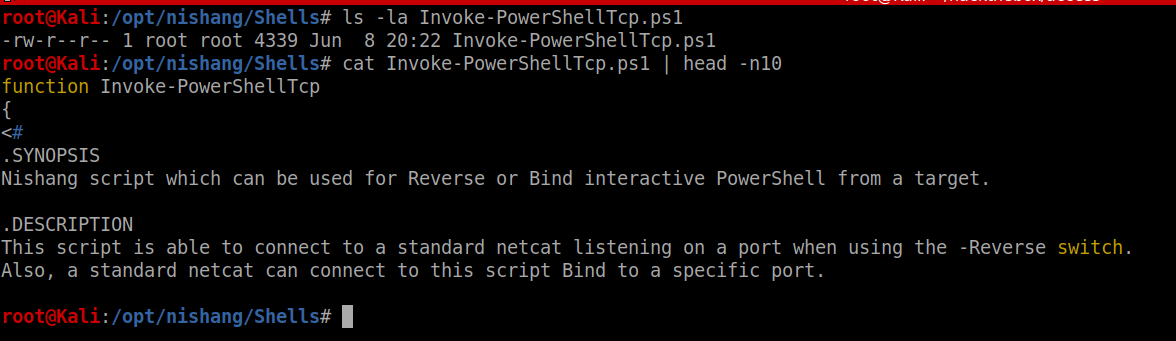 root@Kali:/opt/nishang/Shells# ls -la Invoke-PowerShellTcp.ps1
-rw-r--r-- 1 root root 4339 Jun  8 20:22 Invoke-PowerShellTcp.ps1
root@Kali:/opt/nishang/Shells# cat Invoke-PowerShellTcp.ps1 | head -n10
function Invoke-PowerShellTcp
{
<#
.SYNOPSIS
Nishang script which can be used for Reverse or Bind interactive PowerShell from a target.
.DESCRIPTION
This script is able to connect to a standard netcat listening on a port when using the -Reverse switch.
Also, a standard netcat can connect to this script Bind to a specific port.
root@Kali:/opt/nishang/Shells#